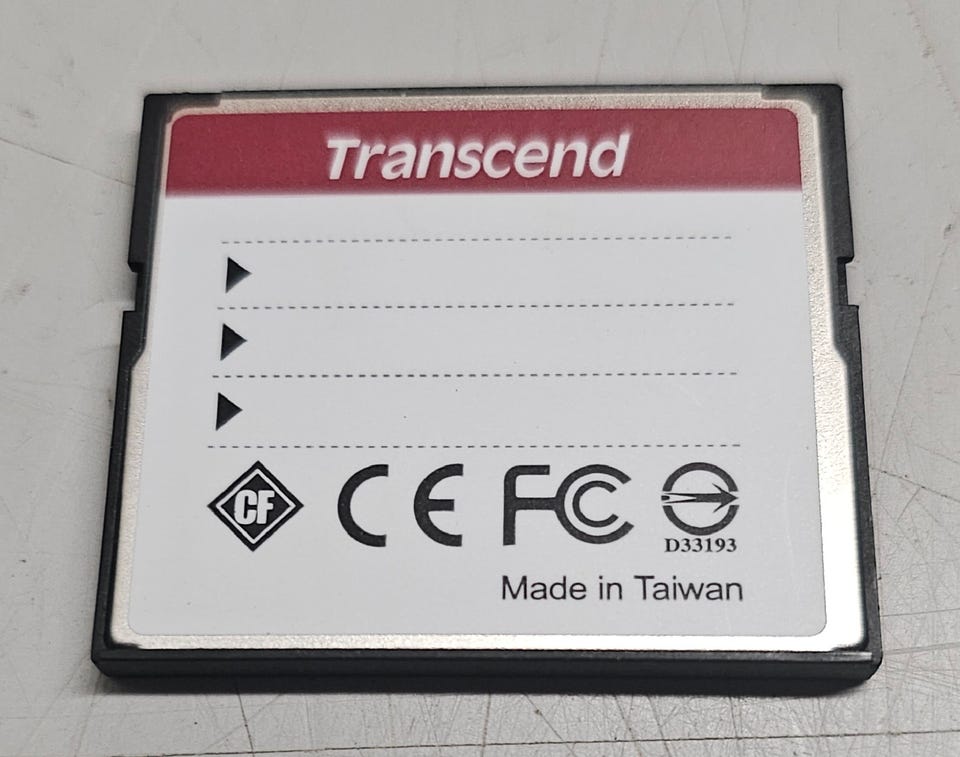 Transcend
CF CE FC
D33193
Made in Taiwan